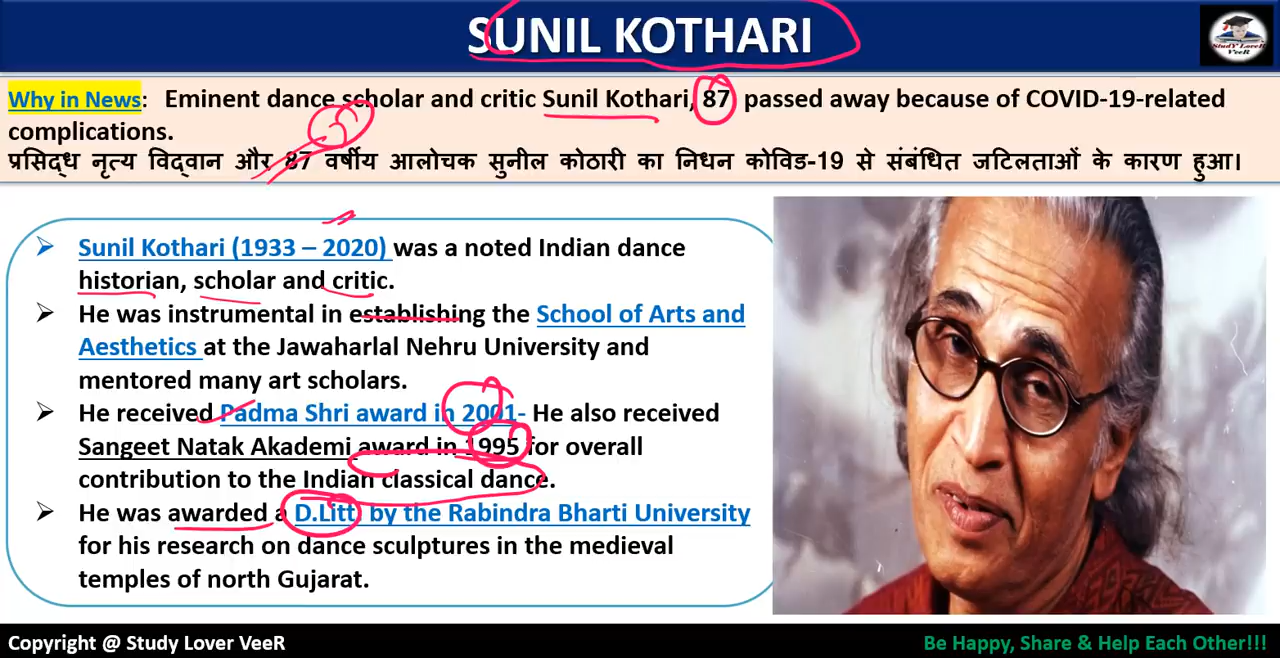 SUNIL KOTHARI
StudY LoveR
VeeR
Why in News: Eminent dance scholar and critic Sunil Kothari, 87 passed away because of COVID-19-related
complications.
प्रसिद्ध नृत्य विद्वान और 87 वर्षीय आलोचक सुनील कोठारी का निधन कोविड-19 से संबंधित जटिलताओं के कारण हुआ।
➢ Sunil Kothari (1933 – 2020) was a noted Indian dance
historian, scholar and critic.
➢ He was instrumental in establishing the School of Arts and
Aesthetics at the Jawaharlal Nehru University and
mentored many art scholars.
➢ He received Padma Shri award in 2001- He also received
Sangeet Natak Akademi award in 1995 for overall
contribution to the Indian classical dance.
➢ He was awarded a D.Litt by the Rabindra Bharti University
for his research on dance sculptures in the medieval
temples of north Gujarat.
Copyright @ Study Lover VeeR
Be Happy, Share & Help Each Other!!!